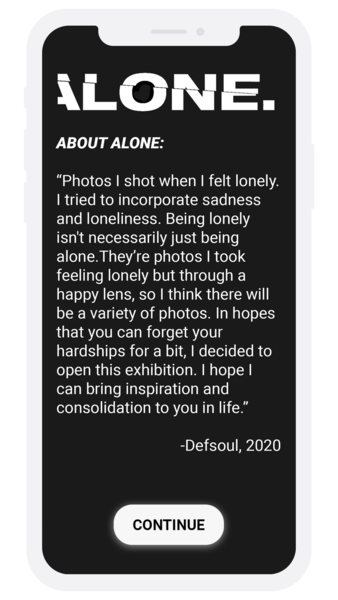 ALONE.
ABOUT ALONE:
“Photos I shot when I felt lonely.
I tried to incorporate sadness
and loneliness. Being lonely
isn't necessarily just being
alone.They’re photos I took
feeling lonely but through a
happy lens, so I think there will
be a variety of photos. In hopes
that you can forget your
hardships for a bit, I decided to
open this exhibition. I hope I
can bring inspiration and
consolidation to you in life.”
-Defsoul, 2020
CONTINUE